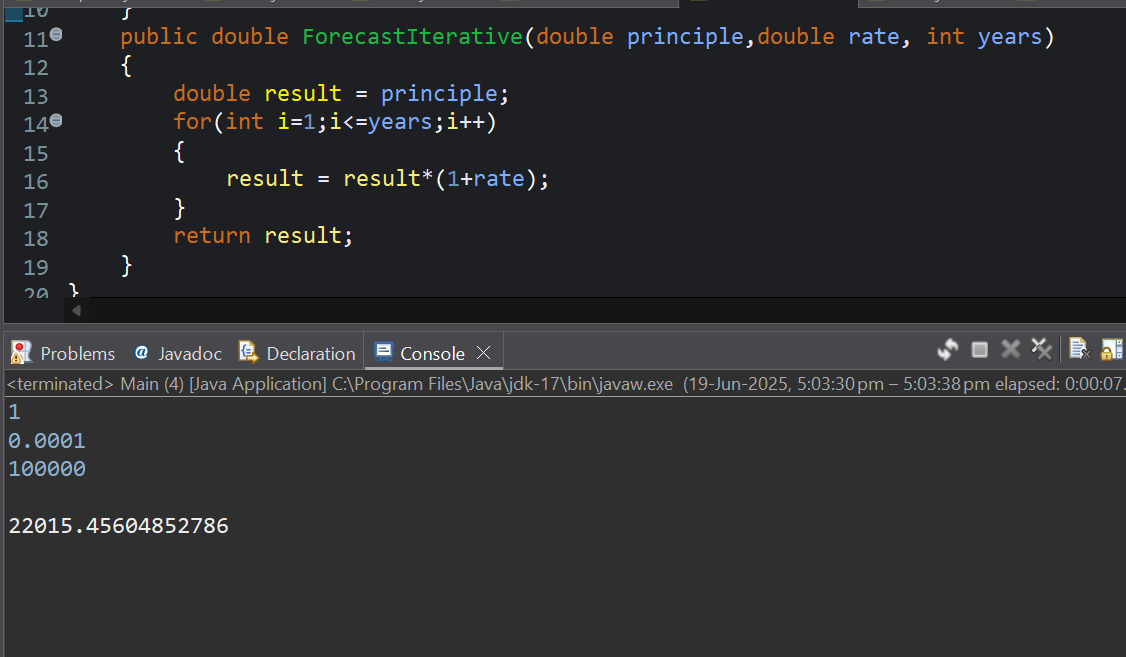 10 }
11 public double ForecastIterative(double principle,double rate, int years)
12 {
13 double result = principle;
14 for(int i=1;i<=years;i++)
15 {
16 result = result*(1+rate);
17 }
18 return result;
19 }
20 }
Problems @ Javadoc Declaration Console
<terminated> Main (4) [Java Application] C:\Program Files\Java\jdk-17\bin\javaw.exe (19-Jun-2025, 5:03:30 pm – 5:03:38 pm elapsed: 0:00:07.
1
0.0001
100000
22015.45604852786